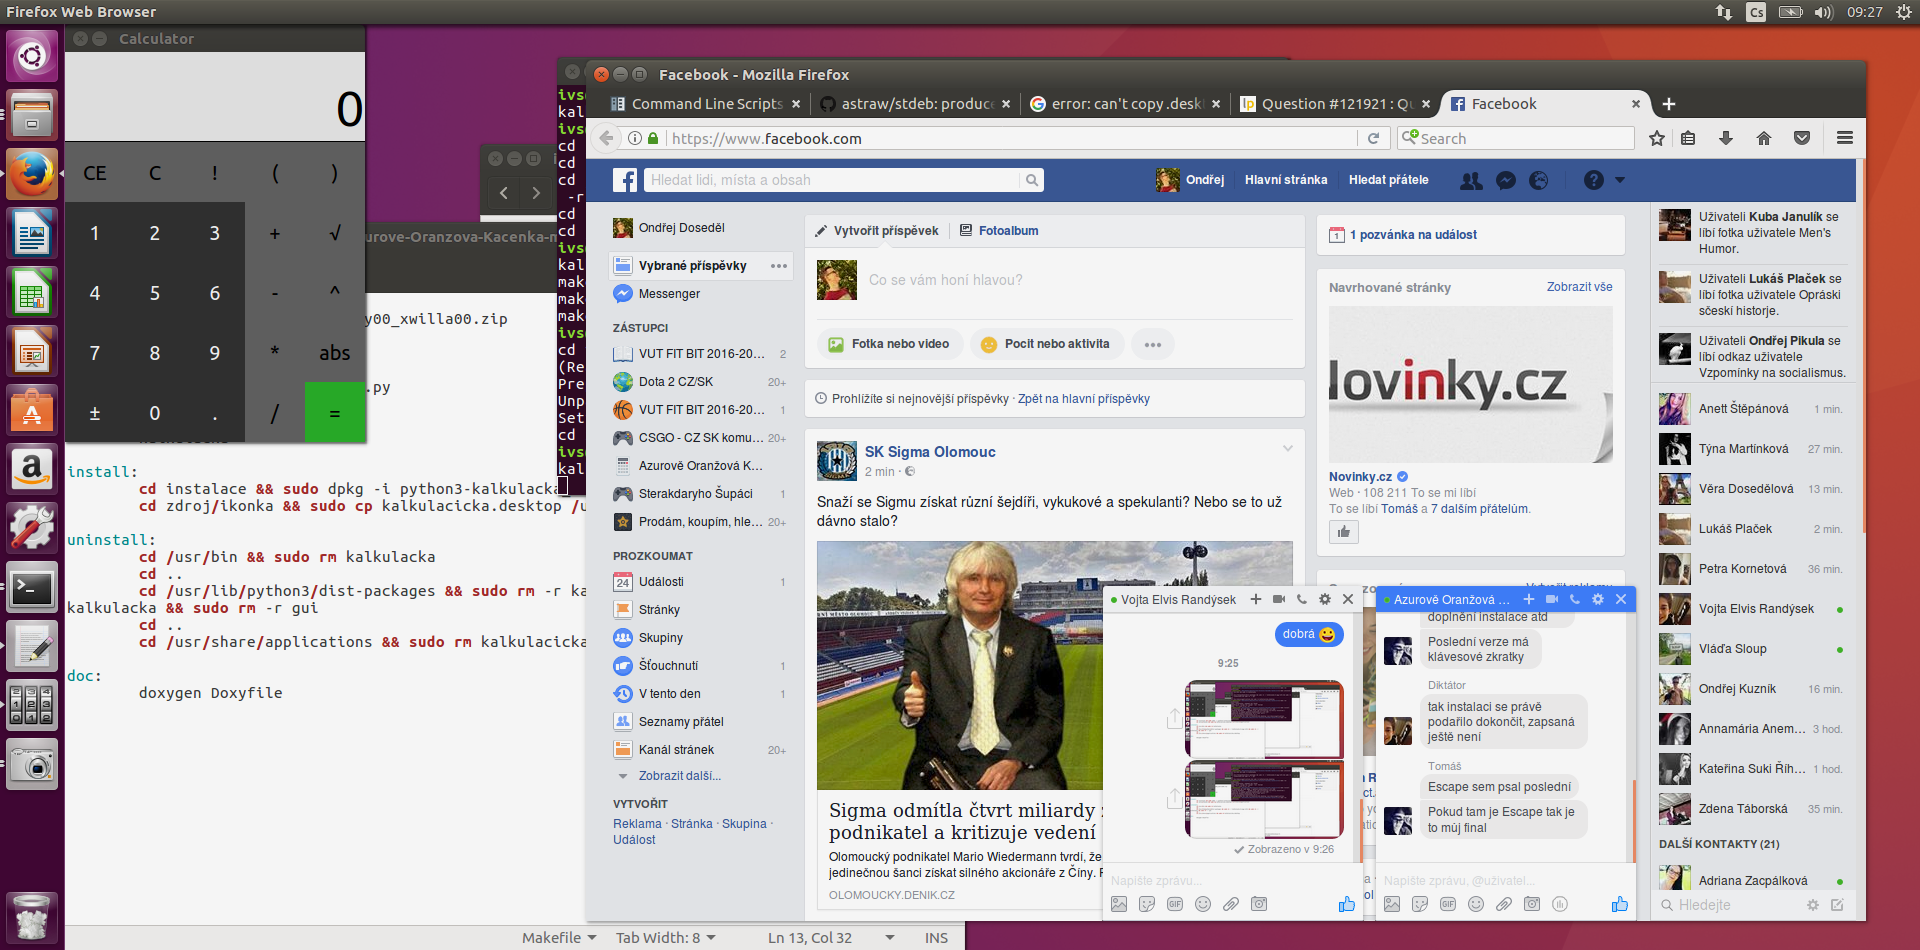 Firefox Web Browser
Cs
09:27
Calculator
0
CE C ! ( )
1 2 3 + √
4 5 6 - ^
7 8 9 * abs
± 0 . / =
urove-Oranzova-Kacenka-m
y00_xwilla00.zip
.py
install:
cd instalace && sudo dpkg -i python3-kalkulacka
cd zdroj/ikonka && sudo cp kalkulacicka.desktop /u
uninstall:
cd /usr/bin && sudo rm kalkulacka
cd ..
cd /usr/lib/python3/dist-packages && sudo rm -r ka
kalkulacka && sudo rm -r gui
cd ..
cd /usr/share/applications && sudo rm kalkulacicka
doc:
doxygen Doxyfile
Makefile
Tab Width: 8
Ln 13, Col 32
INS
ivs
kal
ivs
cd
cd
cd
-r
cd
cd
ivs
kal
mak
mak
mak
ivs
cd
(Re
Pre
Unp
Set
cd
ivs
kal
Facebook - Mozilla Firefox
Command Line Scripts
astraw/stdeb: produce
error: can't copy .desk
Question #121921 : Qu
Facebook
https://www.facebook.com
Search
Hledat lidi, místa a obsah
Ondřej
Hlavní stránka
Hledat přátele
Ondřej Doseděl
Vybrané příspěvky
Messenger
ZÁSTUPCI
VUT FIT BIT 2016-20... 2
Dota 2 CZ/SK 20+
VUT FIT BIT 2016-20... 1
CSGO - CZ SK komu... 20+
Azurově Oranžová K...
Sterakdaryho Šupáci 1
Prodám, koupím, hle... 20+
PROZKOUMAT
24 Události 1
Stránky
Skupiny
Šťouchnutí 1
V tento den 1
Seznamy přátel
Kanál stránek 20+
Zobrazit další...
VYTVOŘIT
Reklama · Stránka · Skupina ·
Událost
Vytvořit příspěvek
Fotoalbum
Co se vám honí hlavou?
Fotka nebo video
Pocit nebo aktivita
Prohlížíte si nejnovější příspěvky · Zpět na hlavní příspěvky
SK Sigma Olomouc
2 min ·
Snaží se Sigmu získat různí šejdíři, vykukové a spekulanti? Nebo se to už
dávno stalo?
Sigma odmítla čtvrt miliardy z
podnikatel a kritizuje vedení
Olomoucký podnikatel Mario Wiedermann tvrdí, že
jedinečnou šanci získat silného akcionáře z Číny. P
OLOMOUCKY.DENIK.CZ
1 1 pozvánka na událost
Navrhované stránky
Zobrazit vše
lovinky.cz
Novinky.cz
Web · 108 211 To se mi líbí
To se líbí Tomáš a 7 dalším přátelům.
Vojta Elvis Randýsek
dobrá
9:25
Zobrazeno v 9:26
Napište zprávu...
GIF
Azurově Oranžová ...
doplnění instalace atd
Poslední verze má
klávesové zkratky
Diktátor
tak instalaci se právě
podařilo dokončit, zapsaná
ještě není
Tomáš
Escape sem psal poslední
Pokud tam je Escape tak je
to můj final
Napište zprávu, @uživatel...
GIF
Uživateli Kuba Janulík se
líbí fotka uživatele Men's
Humor.
Uživateli Lukáš Plaček se
líbí fotka uživatele Opráski
sčeskí historje.
Uživateli Ondřej Pikula se
líbí odkaz uživatele
Vzpomínky na socialismus.
Anett Štěpánová 1 min.
Týna Martínková 27 min.
Věra Dosedělová 13 min.
Lukáš Plaček 2 min.
Petra Kornetová 36 min.
Vojta Elvis Randýsek
Vláďa Sloup
Ondřej Kuzník 16 min.
Annamária Anem... 3 hod.
Kateřina Suki Říh... 1 hod.
Zdena Táborská 35 min.
DALŠÍ KONTAKTY (21)
Adriana Zacpálková
Hledejte